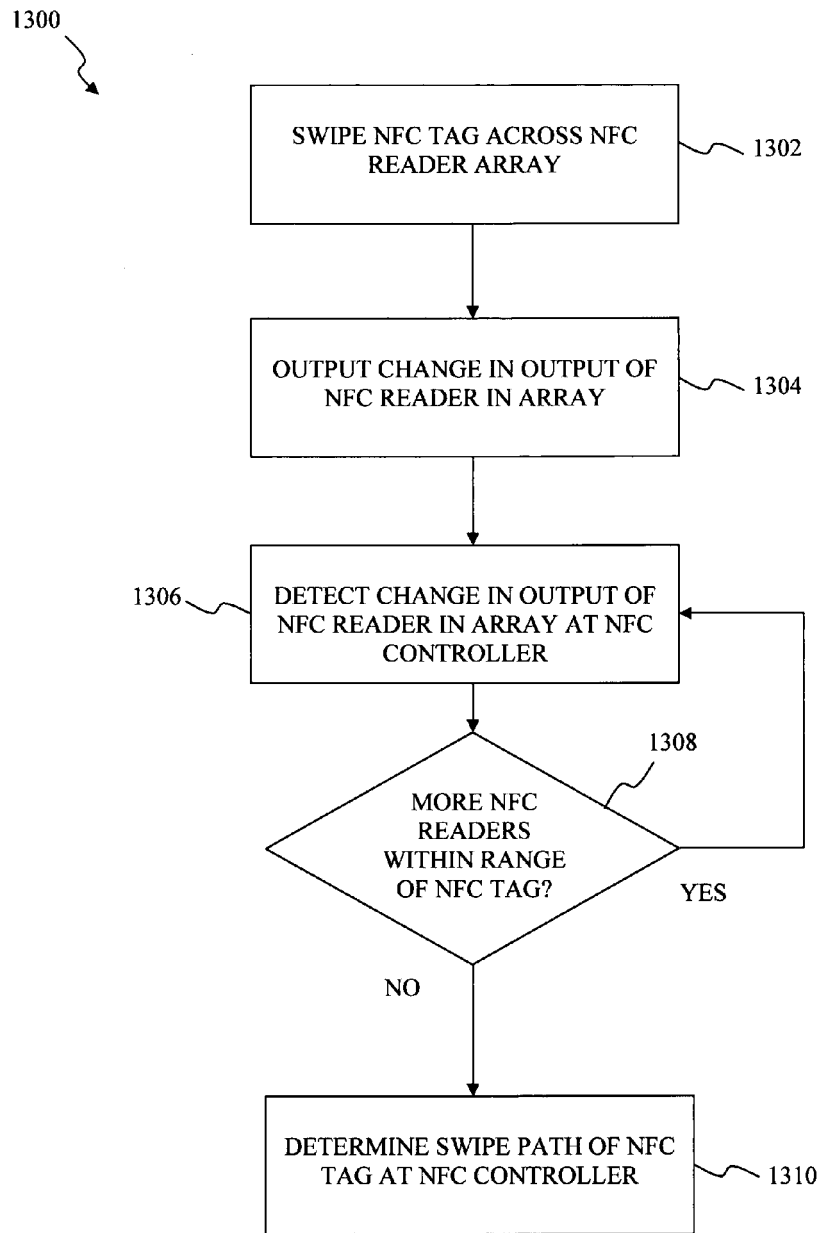 1300
SWIPE NFC TAG ACROSS NFC
READER ARRAY
1302
OUTPUT CHANGE IN OUTPUT OF
NFC READER IN ARRAY
1304
1306
DETECT CHANGE IN OUTPUT OF
NFC READER IN ARRAY AT NFC
CONTROLLER
1308
MORE NFC
READERS
WITHIN RANGE
OF NFC TAG?
YES
NO
DETERMINE SWIPE PATH OF NFC
TAG AT NFC CONTROLLER
1310